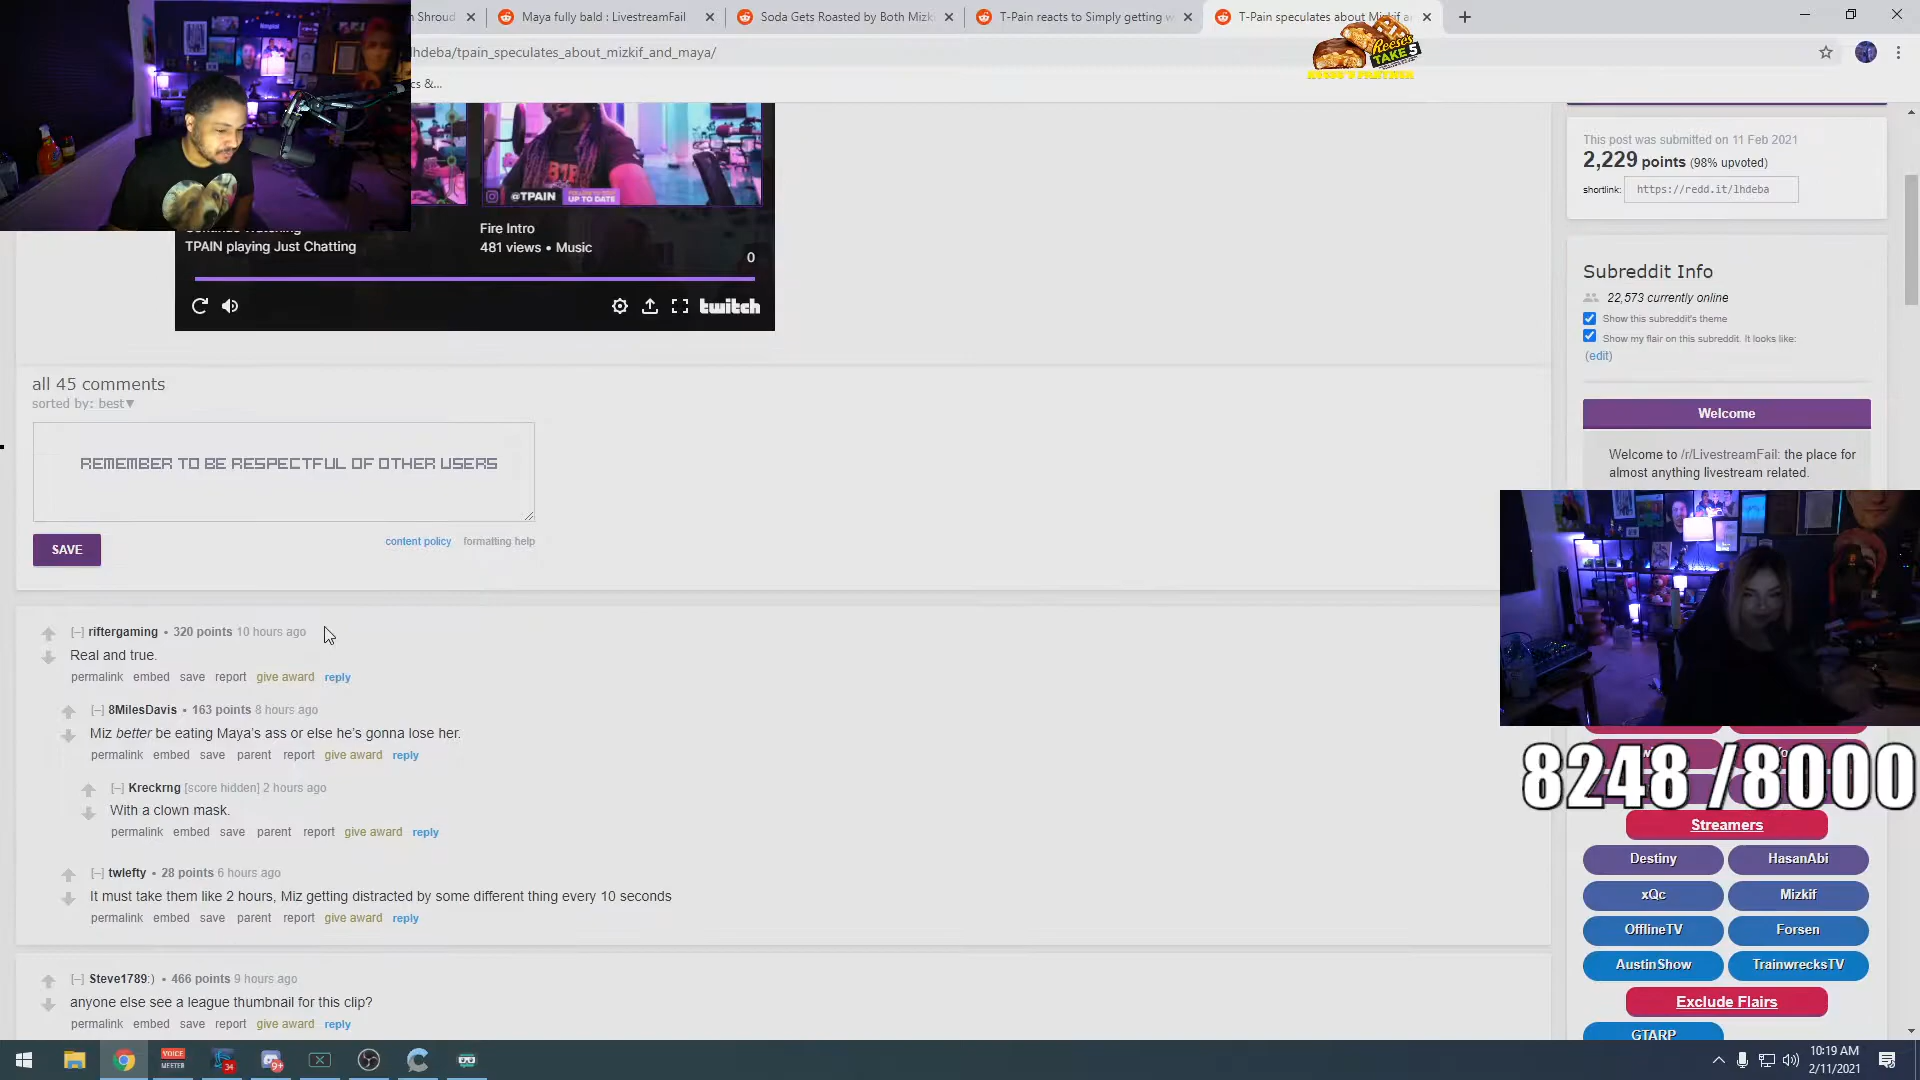 n Shroud
Maya fully bald : LivestreamFail
Soda Gets Roasted by Both Mizki
T-Pain reacts to Simply getting w
T-Pain speculates about Mizkif a
lhdeba/tpain_speculates_about_mizkif_and_maya/
cs &...
Reese's
TAKE 5
@TPAIN
UP TO DATE
TPAIN playing Just Chatting
Fire Intro
481 views • Music
0
twitch
This post was submitted on 11 Feb 2021
2,229 points (98% upvoted)
shortlink: https://redd.it/lhdeba
Subreddit Info
22,573 currently online
Show this subreddit's theme
Show my flair on this subreddit. It looks like:
(edit)
Welcome
Welcome to /r/LivestreamFail: the place for
almost anything livestream related.
all 45 comments
sorted by: best▼
REMEMBER TO BE RESPECTFUL OF OTHER USERS
SAVE
content policy formatting help
[–] riftergaming • 320 points 10 hours ago
Real and true.
permalink embed save report give award reply
[–] 8MilesDavis • 163 points 8 hours ago
Miz better be eating Maya's ass or else he's gonna lose her.
permalink embed save parent report give award reply
[–] Kreckrng [score hidden] 2 hours ago
With a clown mask.
permalink embed save parent report give award reply
[–] twlefty • 28 points 6 hours ago
It must take them like 2 hours, Miz getting distracted by some different thing every 10 seconds
permalink embed save parent report give award reply
[–] Steve1789:) • 466 points 9 hours ago
anyone else see a league thumbnail for this clip?
permalink embed save report give award reply
8248 /8000
Streamers
Destiny HasanAbi
xQc Mizkif
OfflineTV Forsen
AustinShow TrainwrecksTV
Exclude Flairs
GTARP
VOICE
MEETER
34
9+
10:19 AM
2/11/2021